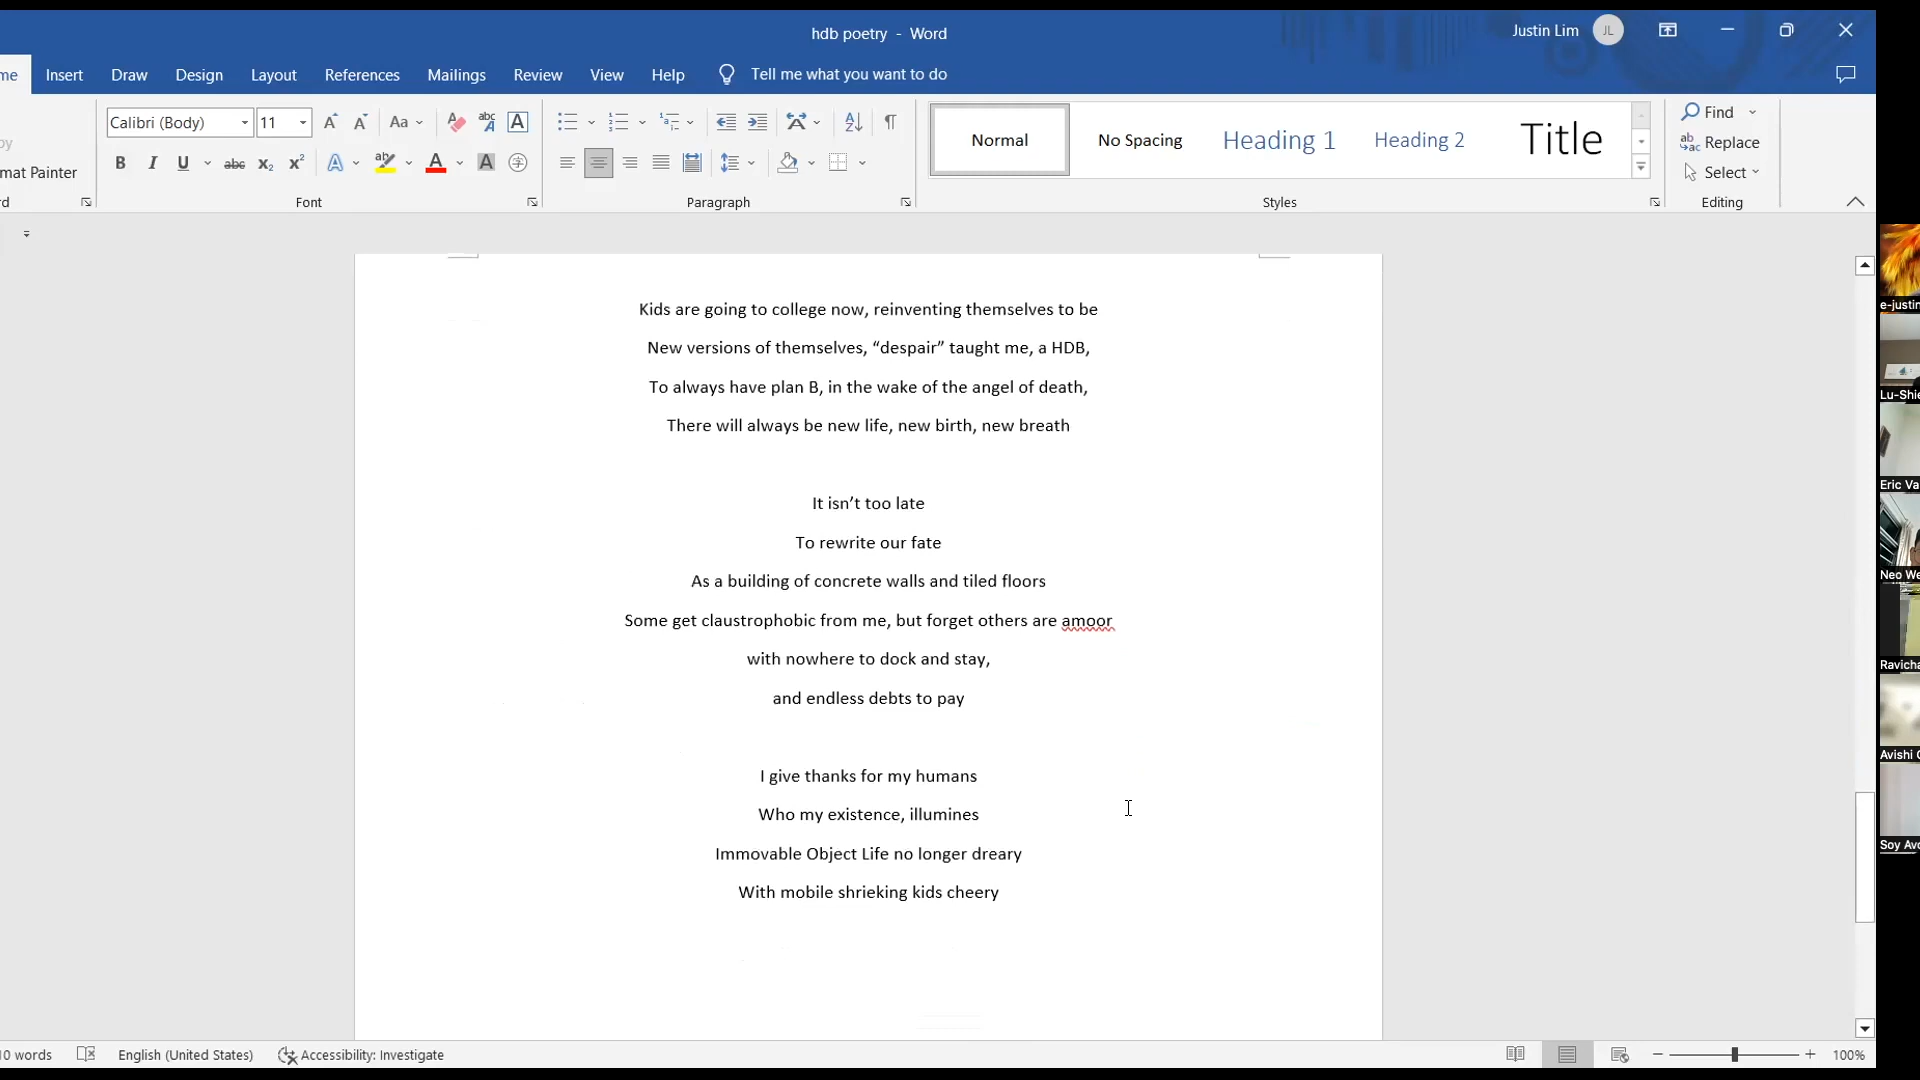 hdb poetry - Word
Justin Lim
JL
me Insert Draw Design Layout References Mailings Review View Help Tell me what you want to do
Calibri (Body) 11
Normal No Spacing Heading 1 Heading 2 Title
Find
Replace
Select
mat Painter
Font Paragraph Styles Editing
Kids are going to college now, reinventing themselves to be
New versions of themselves, “despair” taught me, a HDB,
To always have plan B, in the wake of the angel of death,
There will always be new life, new birth, new breath
It isn’t too late
To rewrite our fate
As a building of concrete walls and tiled floors
Some get claustrophobic from me, but forget others are amoor
with nowhere to dock and stay,
and endless debts to pay
I give thanks for my humans
Who my existence, illumines
Immovable Object Life no longer dreary
With mobile shrieking kids cheery
e-justin
Lu-Shie
Eric Va
Neo We
Ravicha
Avishi
Soy Avo
0 words English (United States) Accessibility: Investigate 100%